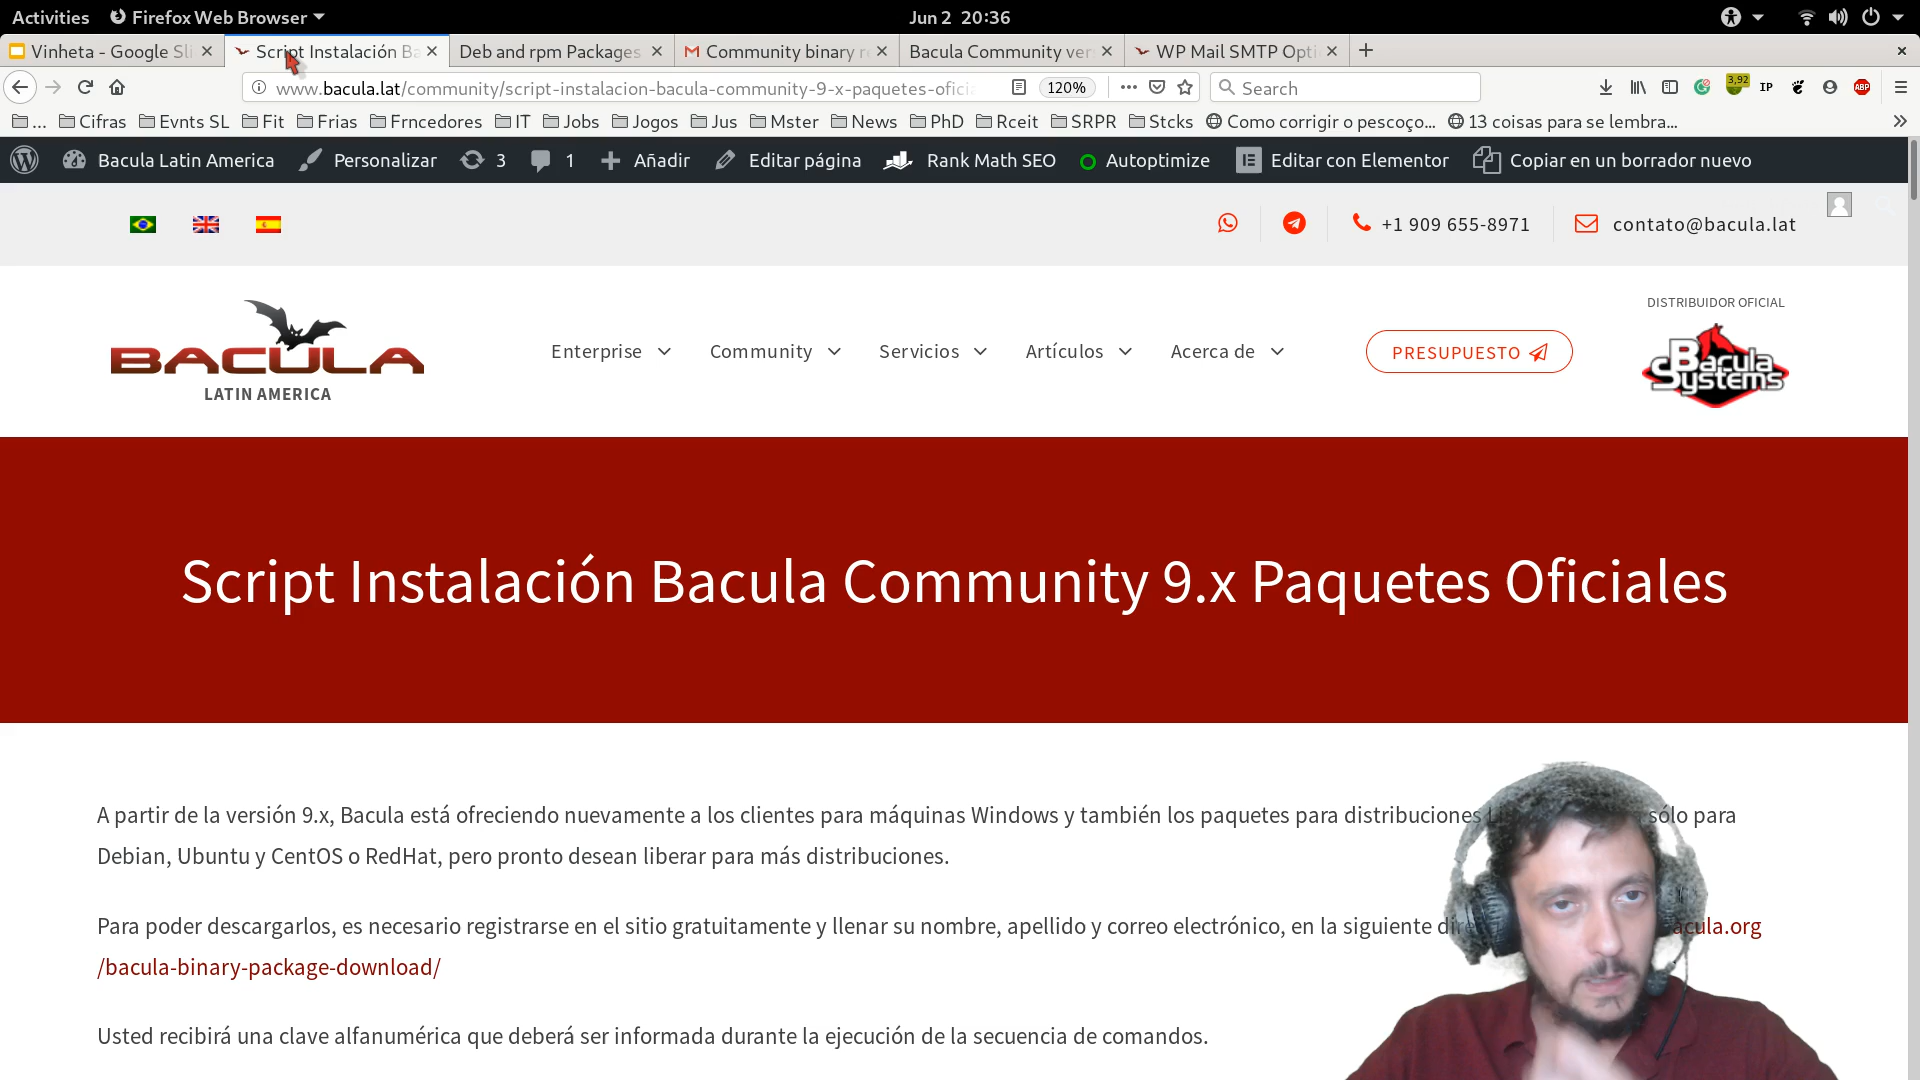 Activities Firefox Web Browser Jun 2 20:36
Vinheta - Google Sli Script Instalación Ba Deb and rpm Packages Community binary r Bacula Community ver WP Mail SMTP Opti
www.bacula.lat/community/script-instalacion-bacula-community-9-x-paquetes-oficia 120% Search 3,92 IP ABP
... Cifras Evnts SL Fit Frias Frncedores IT Jobs Jogos Jus Mster News PhD Rceit SRPR Stcks Como corrigir o pescoço... 13 coisas para se lembra...
Bacula Latin America Personalizar 3 1 Añadir Editar página Rank Math SEO Autoptimize Editar con Elementor Copiar en un borrador nuevo
+1 909 655-8971 contato@bacula.lat
DISTRIBUIDOR OFICIAL
BACULA
LATIN AMERICA
Enterprise Community Servicios Artículos Acerca de PRESUPUESTO
Bacula
Systems
Script Instalación Bacula Community 9.x Paquetes Oficiales
A partir de la versión 9.x, Bacula está ofreciendo nuevamente a los clientes para máquinas Windows y también los paquetes para distribuciones sólo para
Debian, Ubuntu y CentOS o RedHat, pero pronto desean liberar para más distribuciones.
Para poder descargarlos, es necesario registrarse en el sitio gratuitamente y llenar su nombre, apellido y correo electrónico, en la siguiente acula.org
/bacula-binary-package-download/
Usted recibirá una clave alfanumérica que deberá ser informada durante la ejecución de la secuencia de comandos.